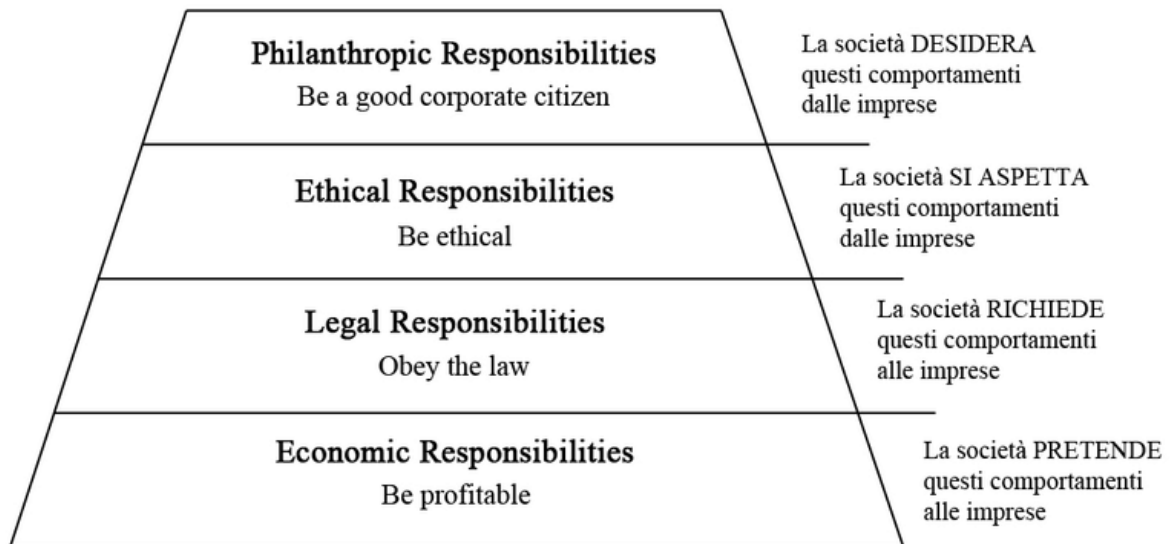 Philanthropic Responsibilities
Be a good corporate citizen
La società DESIDERA
questi comportamenti
dalle imprese
Ethical Responsibilities
Be ethical
La società SI ASPETTA
questi comportamenti
dalle imprese
Legal Responsibilities
Obey the law
La società RICHIEDE
questi comportamenti
alle imprese
Economic Responsibilities
Be profitable
La società PRETENDE
questi comportamenti
alle imprese